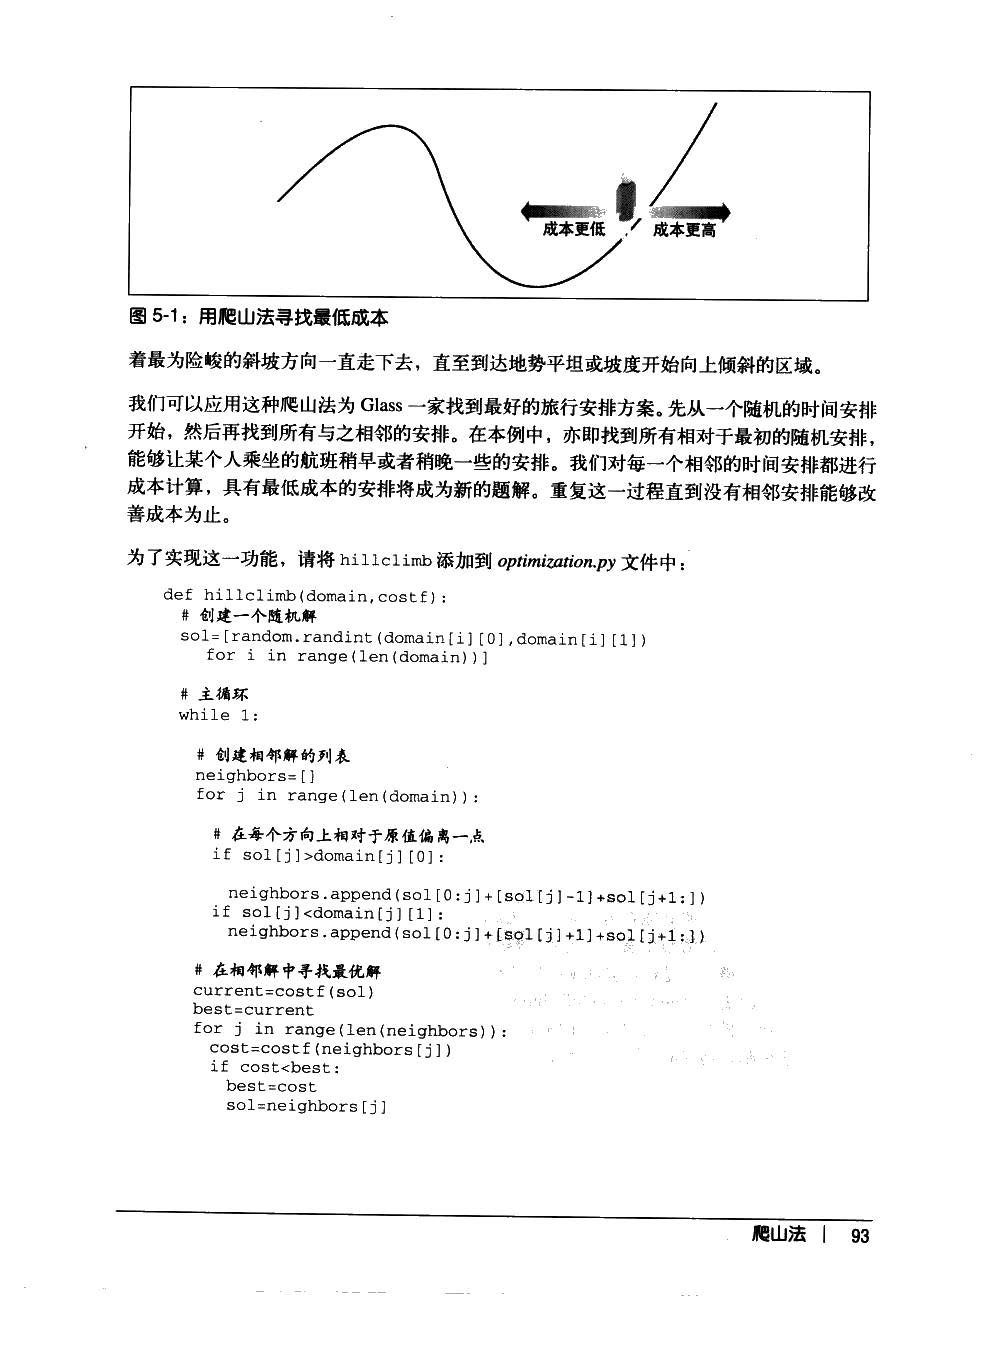 成本更低
成本更高
图 5-1：用爬山法寻找最低成本
着最为险峻的斜坡方向一直走下去，直至到达地势平坦或坡度开始向上倾斜的区域。
我们可以应用这种爬山法为 Glass 一家找到最好的旅行安排方案。先从一个随机的时间安排
开始，然后再找到所有与之相邻的安排。在本例中，亦即找到所有相对于最初的随机安排，
能够让某个人乘坐的航班稍早或者稍晚一些的安排。我们对每一个相邻的时间安排都进行
成本计算，具有最低成本的安排将成为新的题解。重复这一过程直到没有相邻安排能够改
善成本为止。
为了实现这一功能，请将 hillclimb 添加到 optimization.py 文件中：
def hillclimb(domain,costf):
# 创建一个随机解
sol=[random.randint(domain[i][0],domain[i][1])
for i in range(len(domain))]
# 主循环
while 1:
# 创建相邻解的列表
neighbors=[]
for j in range(len(domain)):
# 在每个方向上相对于原值偏离一点
if sol[j]>domain[j][0]:
neighbors.append(sol[0:j]+[sol[j]-1]+sol[j+1:])
if sol[j]<domain[j][1]:
neighbors.append(sol[0:j]+[sol[j]+1]+sol[j+1:])
# 在相邻解中寻找最优解
current=costf(sol)
best=current
for j in range(len(neighbors)):
cost=costf(neighbors[j])
if cost<best:
best=cost
sol=neighbors[j]
爬山法 | 93